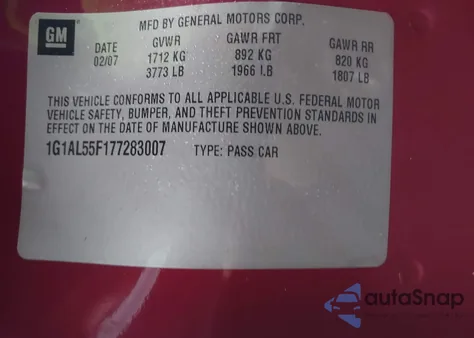 GM
MFD BY GENERAL MOTORS CORP.
DATE GVWR GAWR FRT GAWR RR
02/07 1712 KG 892 KG 820 KG
3773 LB 1966 LB 1807 LB
THIS VEHICLE CONFORMS TO ALL APPLICABLE U.S. FEDERAL MOTOR
VEHICLE SAFETY, BUMPER, AND THEFT PREVENTION STANDARDS IN
EFFECT ON THE DATE OF MANUFACTURE SHOWN ABOVE.
1G1AL55F177283007 TYPE: PASS CAR
autoSnap